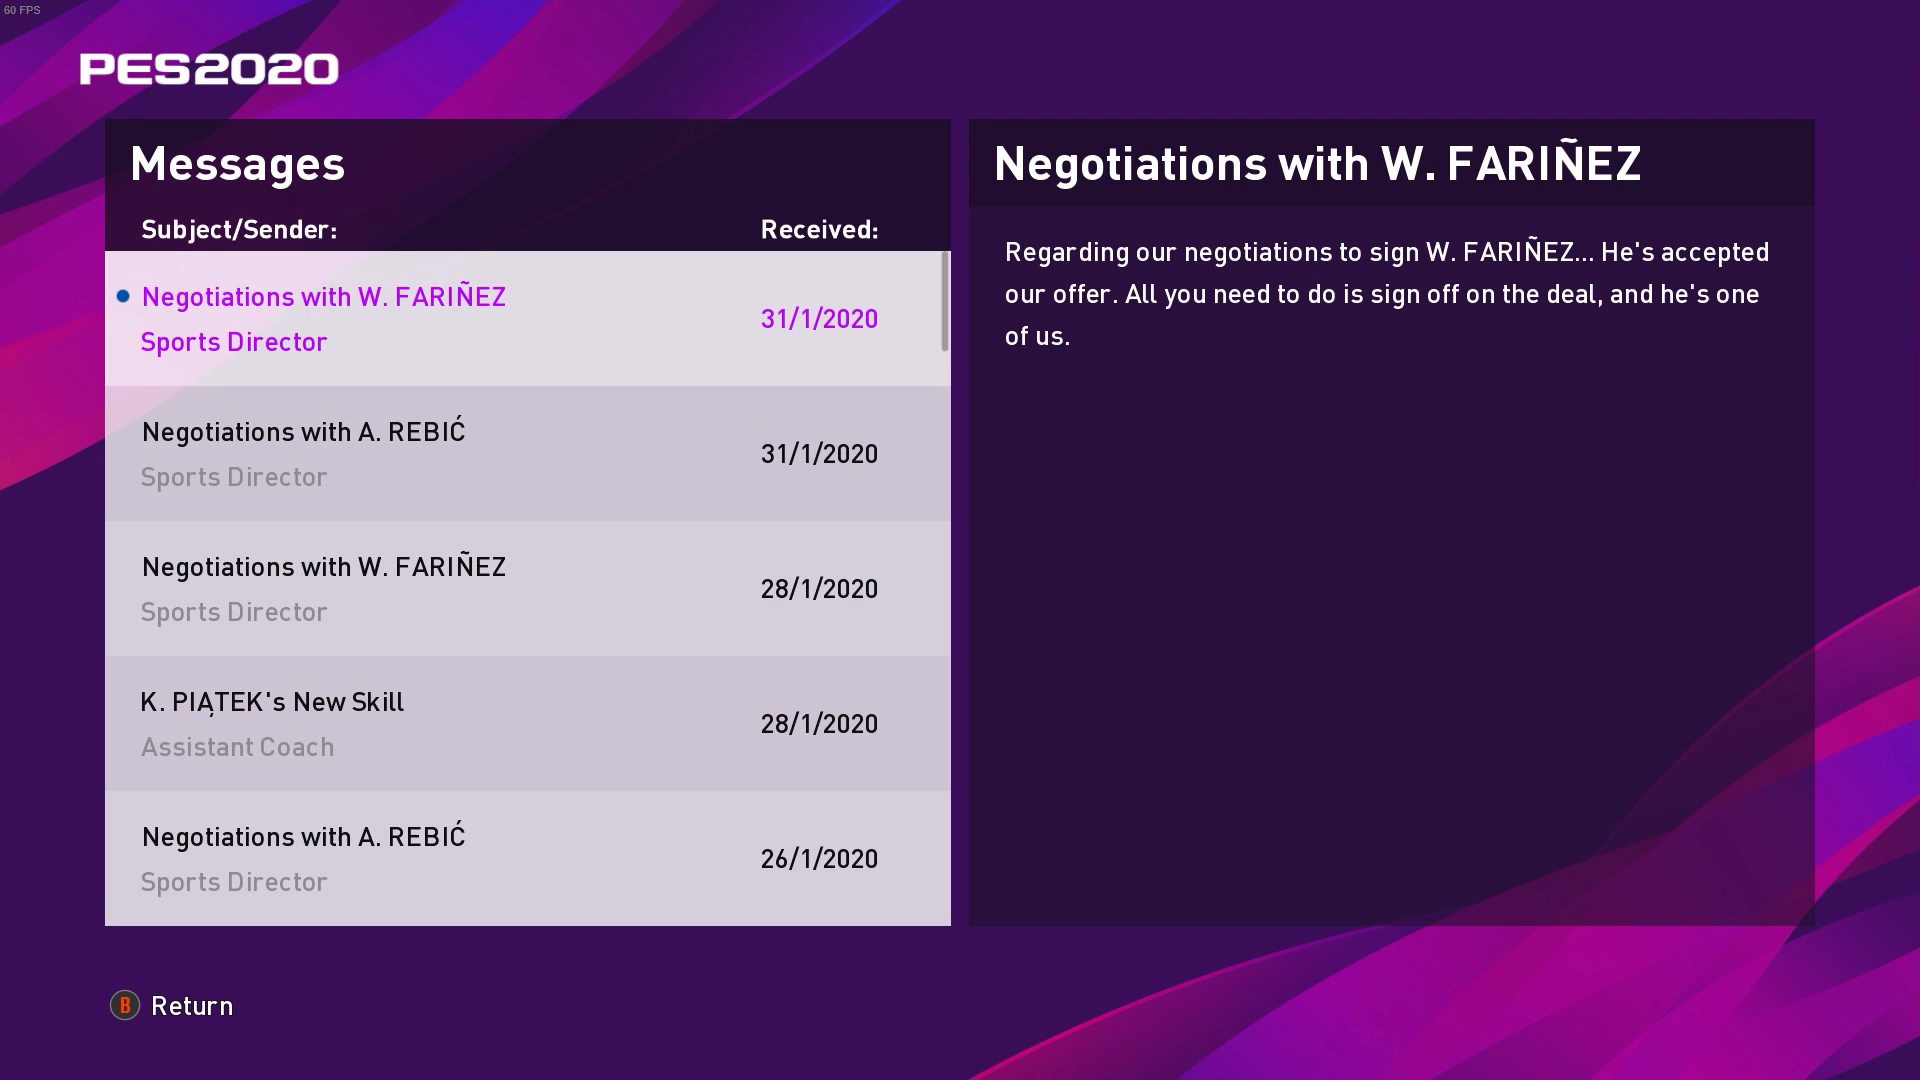 60 FPS
PES2020
Messages
Subject/Sender:
Received:
Negotiations with W. FARIÑEZ
Sports Director
31/1/2020
Negotiations with A. REBIĆ
Sports Director
31/1/2020
Negotiations with W. FARIÑEZ
Sports Director
28/1/2020
K. PIĄTEK's New Skill
Assistant Coach
28/1/2020
Negotiations with A. REBIĆ
Sports Director
26/1/2020
Negotiations with W. FARIÑEZ
Regarding our negotiations to sign W. FARIÑEZ... He's accepted
our offer. All you need to do is sign off on the deal, and he's one
of us.
B Return